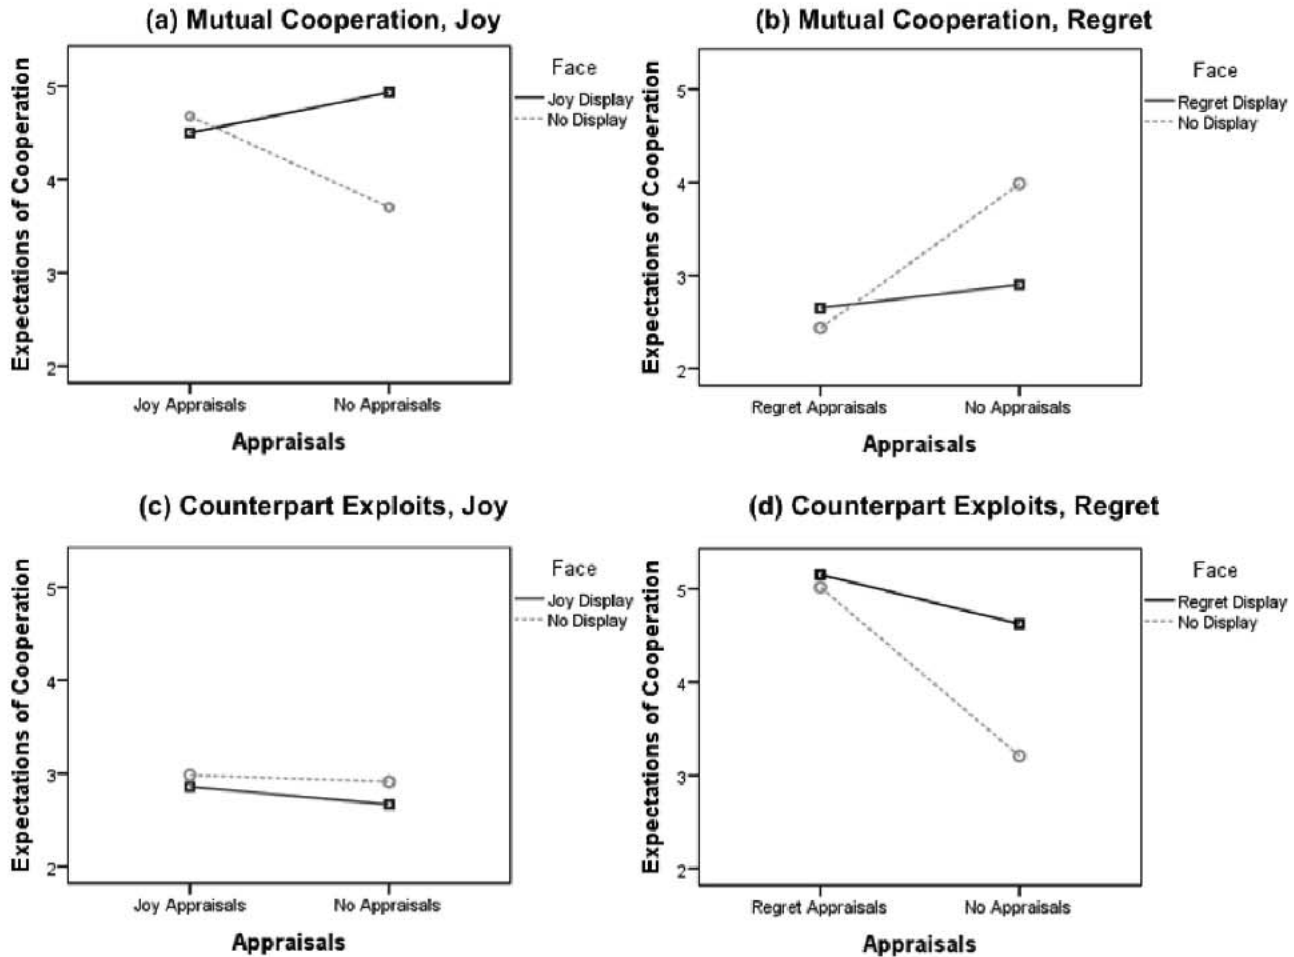 (a) Mutual Cooperation, Joy
Expectations of Cooperation
5
4
3
2
Joy Appraisals No Appraisals
Appraisals
Face
Joy Display
No Display
(b) Mutual Cooperation, Regret
Expectations of Cooperation
5
4
3
2
Regret Appraisals No Appraisals
Appraisals
Face
Regret Display
No Display
(c) Counterpart Exploits, Joy
Expectations of Cooperation
5
4
3
2
Joy Appraisals No Appraisals
Appraisals
Face
Joy Display
No Display
(d) Counterpart Exploits, Regret
Expectations of Cooperation
5
4
3
2
Regret Appraisals No Appraisals
Appraisals
Face
Regret Display
No Display